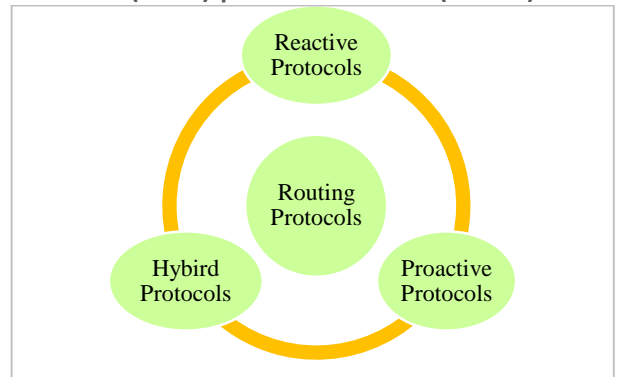 Reactive
Protocols
Routing
Protocols
Hybird
Protocols
Proactive
Protocols